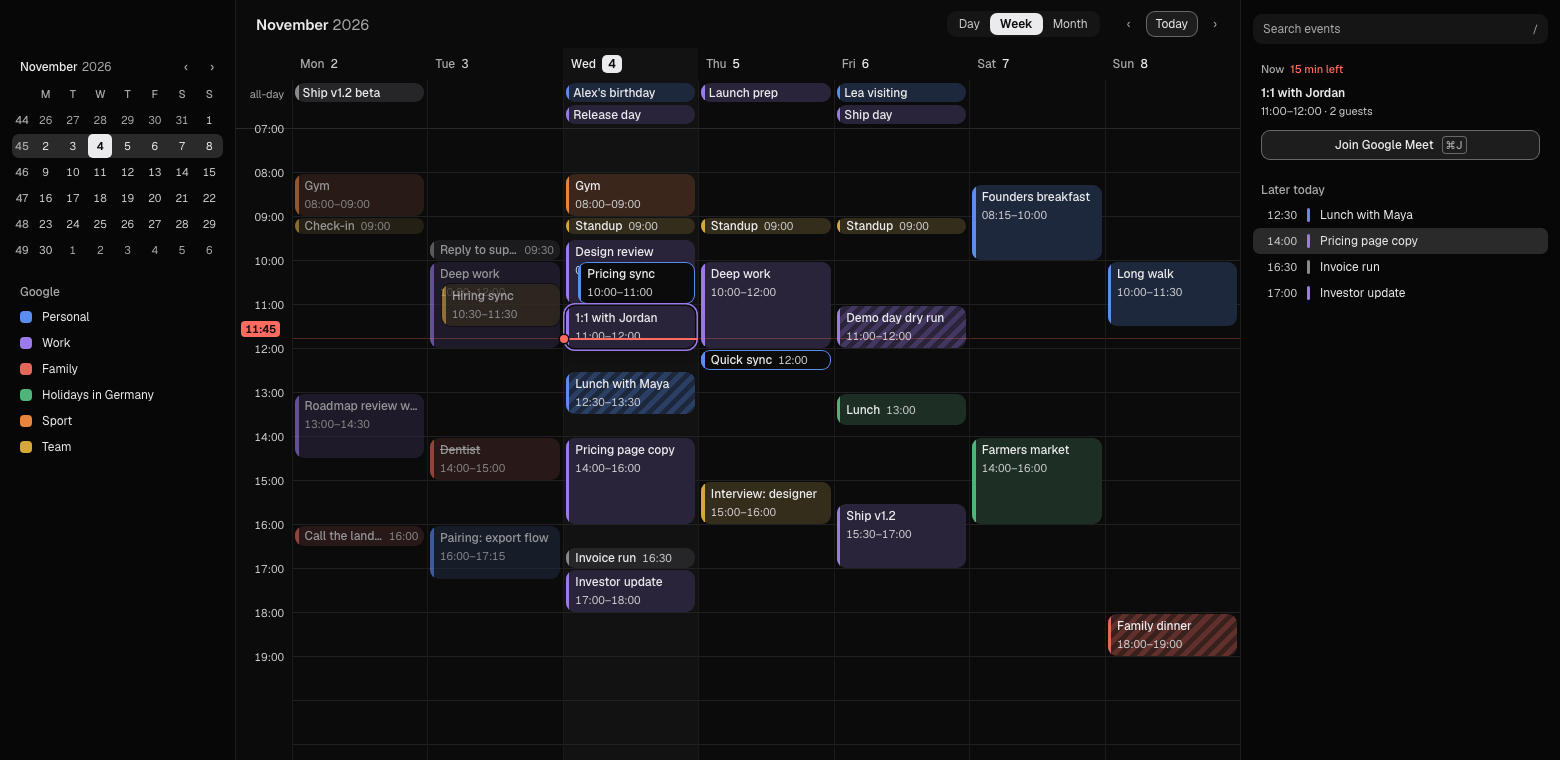 November 2026
‹ ›
M T W T F S S
44 26 27 28 29 30 31 1
45 2 3 4 5 6 7 8
46 9 10 11 12 13 14 15
47 16 17 18 19 20 21 22
48 23 24 25 26 27 28 29
49 30 1 2 3 4 5 6
Google
Personal
Work
Family
Holidays in Germany
Sport
Team
November 2026
Day Week Month ‹ Today ›
Mon 2
Tue 3
Wed 4
Thu 5
Fri 6
Sat 7
Sun 8
all-day
07:00
08:00
09:00
10:00
11:00
11:45
12:00
13:00
14:00
15:00
16:00
17:00
18:00
19:00
Ship v1.2 beta
Gym
08:00–09:00
Check-in 09:00
Roadmap review w…
13:00–14:30
Call the land… 16:00
Reply to sup… 09:30
Deep work
Hiring sync
10:30–11:30
Dentist
14:00–15:00
Pairing: export flow
16:00–17:15
Alex's birthday
Release day
Gym
08:00–09:00
Standup 09:00
Design review
Pricing sync
10:00–11:00
1:1 with Jordan
11:00–12:00
Lunch with Maya
12:30–13:30
Pricing page copy
14:00–16:00
Invoice run 16:30
Investor update
17:00–18:00
Launch prep
Standup 09:00
Deep work
10:00–12:00
Quick sync 12:00
Interview: designer
15:00–16:00
Lea visiting
Ship day
Standup 09:00
Demo day dry run
11:00–12:00
Lunch 13:00
Ship v1.2
15:30–17:00
Founders breakfast
08:15–10:00
Farmers market
14:00–16:00
Long walk
10:00–11:30
Family dinner
18:00–19:00
Search events /
Now 15 min left
1:1 with Jordan
11:00–12:00 · 2 guests
Join Google Meet ⌘J
Later today
12:30 Lunch with Maya
14:00 Pricing page copy
16:30 Invoice run
17:00 Investor update